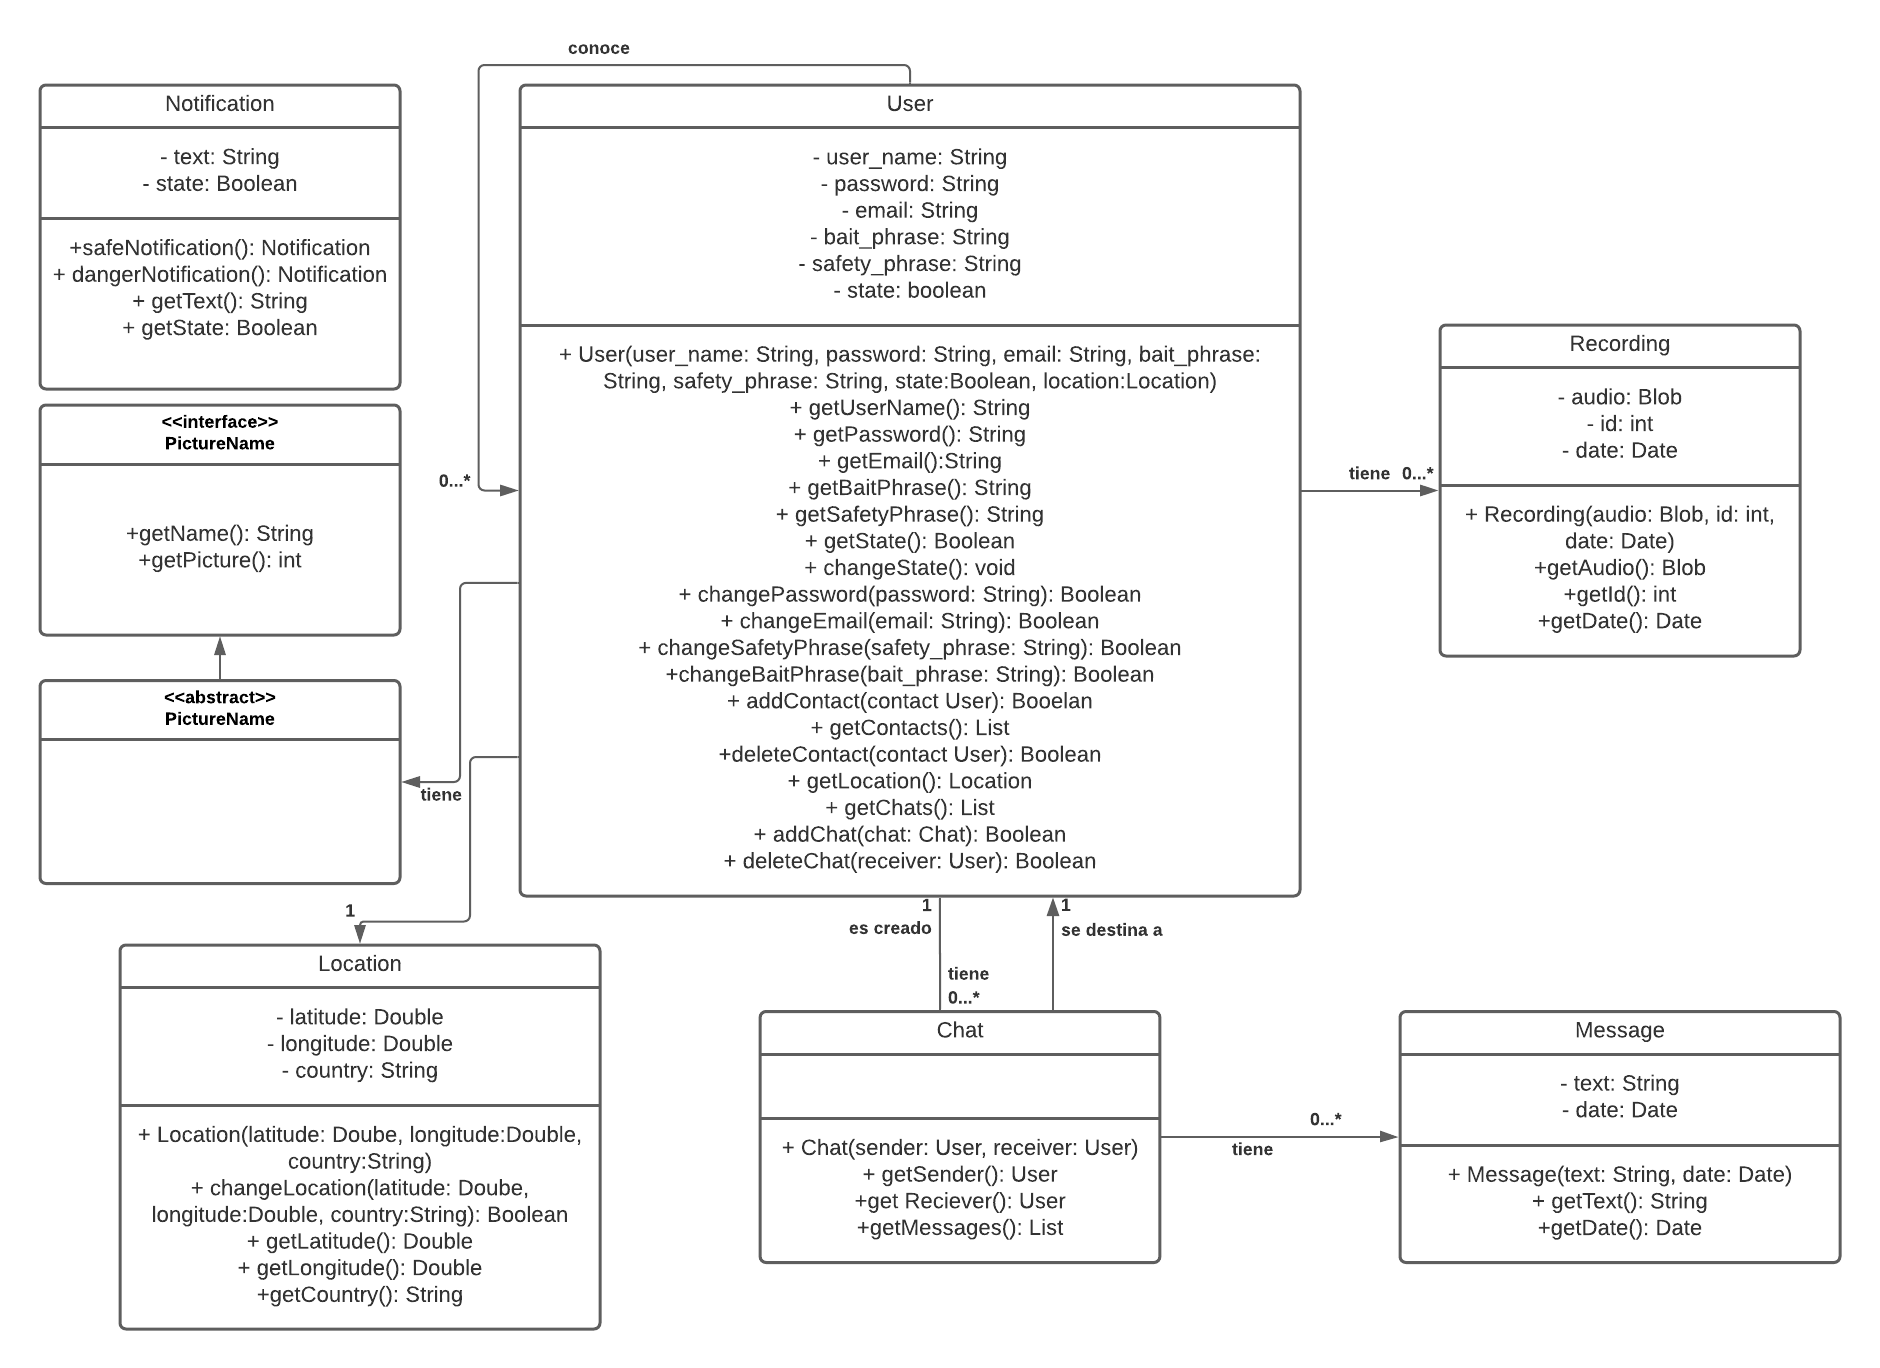 conoce
Notification
- text: String
- state: Boolean
+safeNotification(): Notification
+ dangerNotification(): Notification
+ getText(): String
+ getState: Boolean
<<interface>>
PictureName
+getName(): String
+getPicture(): int
<<abstract>>
PictureName
0...*
tiene
User
- user_name: String
- password: String
- email: String
- bait_phrase: String
- safety_phrase: String
- state: boolean
+ User(user_name: String, password: String, email: String, bait_phrase:
String, safety_phrase: String, state:Boolean, location:Location)
+ getUserName(): String
+ getPassword(): String
+ getEmail():String
+ getBaitPhrase(): String
+ getSafetyPhrase(): String
+ getState(): Boolean
+ changeState(): void
+ changePassword(password: String): Boolean
+ changeEmail(email: String): Boolean
+ changeSafetyPhrase(safety_phrase: String): Boolean
+changeBaitPhrase(bait_phrase: String): Boolean
+ addContact(contact User): Booelan
+ getContacts(): List
+deleteContact(contact User): Boolean
+ getLocation(): Location
+ getChats(): List
+ addChat(chat: Chat): Boolean
+ deleteChat(receiver: User): Boolean
tiene 0...*
Recording
- audio: Blob
- id: int
- date: Date
+ Recording(audio: Blob, id: int,
date: Date)
+getAudio(): Blob
+getId(): int
+getDate(): Date
1
Location
- latitude: Double
- longitude: Double
- country: String
+ Location(latitude: Doube, longitude:Double,
country:String)
+ changeLocation(latitude: Doube,
longitude:Double, country:String): Boolean
+ getLatitude(): Double
+ getLongitude(): Double
+getCountry(): String
1
es creado
1
se destina a
tiene
0...*
Chat
+ Chat(sender: User, receiver: User)
+ getSender(): User
+get Reciever(): User
+getMessages(): List
0...*
tiene
Message
- text: String
- date: Date
+ Message(text: String, date: Date)
+ getText(): String
+getDate(): Date